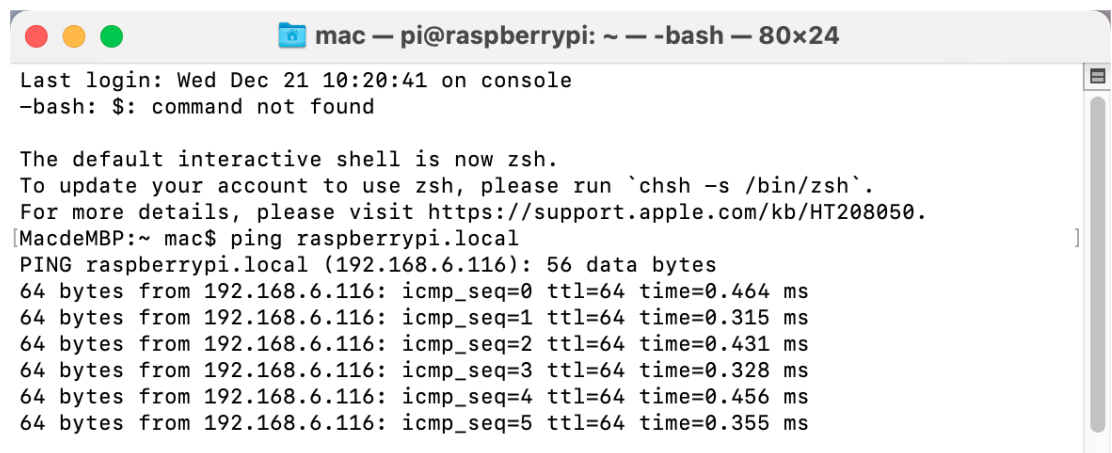 mac — pi@raspberrypi: ~ — -bash — 80×24
Last login: Wed Dec 21 10:20:41 on console
-bash: $: command not found
The default interactive shell is now zsh.
To update your account to use zsh, please run `chsh -s /bin/zsh`.
For more details, please visit https://support.apple.com/kb/HT208050.
[MacdeMBP:~ mac$ ping raspberrypi.local ]
PING raspberrypi.local (192.168.6.116): 56 data bytes
64 bytes from 192.168.6.116: icmp_seq=0 ttl=64 time=0.464 ms
64 bytes from 192.168.6.116: icmp_seq=1 ttl=64 time=0.315 ms
64 bytes from 192.168.6.116: icmp_seq=2 ttl=64 time=0.431 ms
64 bytes from 192.168.6.116: icmp_seq=3 ttl=64 time=0.328 ms
64 bytes from 192.168.6.116: icmp_seq=4 ttl=64 time=0.456 ms
64 bytes from 192.168.6.116: icmp_seq=5 ttl=64 time=0.355 ms